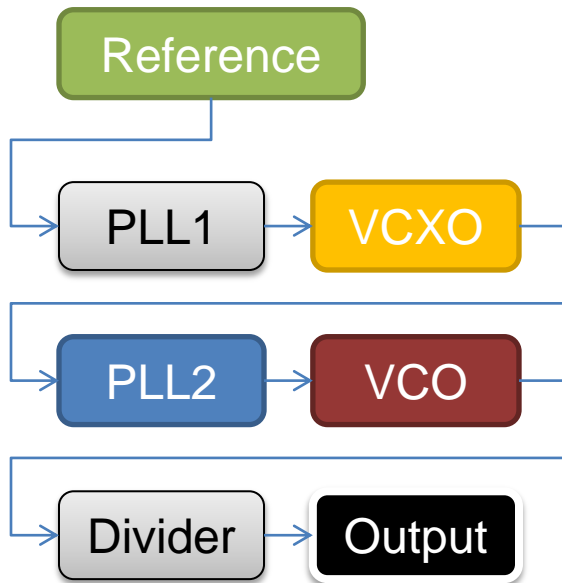 Reference
PLL1
VCXO
PLL2
VCO
Divider
Output